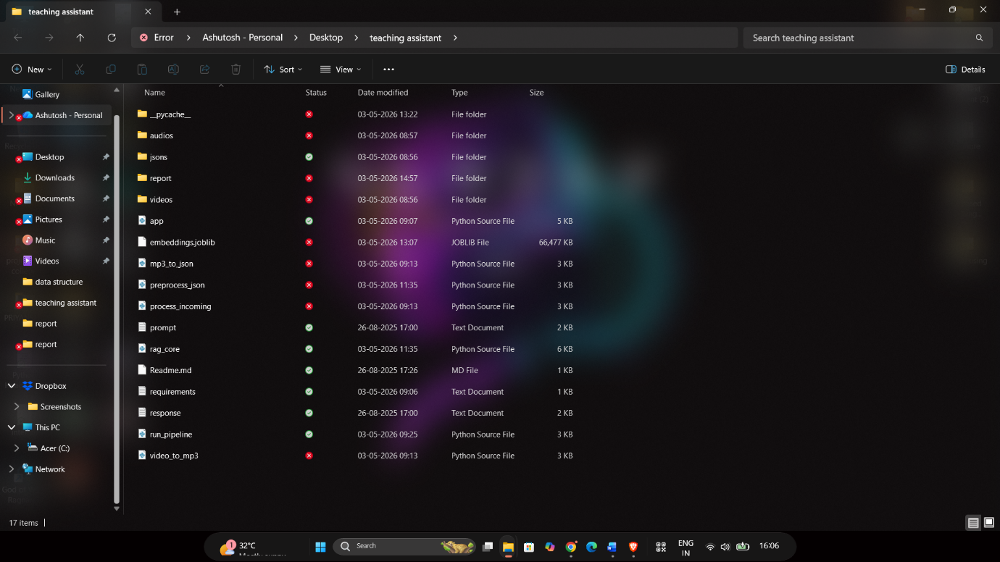 teaching assistant
Error > Ashutosh - Personal > Desktop > teaching assistant >
Search teaching assistant
New
Sort
View
Details
Gallery
Ashutosh - Personal
Desktop
Downloads
Documents
Pictures
Music
Videos
data structure
teaching assistant
report
report
Dropbox
Screenshots
This PC
Acer (C:)
Network
Name Status Date modified Type Size
__pycache__ 03-05-2026 13:22 File folder
audios 03-05-2026 08:57 File folder
jsons 03-05-2026 08:56 File folder
report 03-05-2026 14:57 File folder
videos 03-05-2026 08:56 File folder
app 03-05-2026 09:07 Python Source File 5 KB
embeddings.joblib 03-05-2026 13:07 JOBLIB File 66,477 KB
mp3_to_json 03-05-2026 09:13 Python Source File 3 KB
preprocess_json 03-05-2026 11:35 Python Source File 3 KB
process_incoming 03-05-2026 09:13 Python Source File 3 KB
prompt 26-08-2025 17:00 Text Document 2 KB
rag_core 03-05-2026 11:35 Python Source File 6 KB
Readme.md 26-08-2025 17:26 MD File 1 KB
requirements 03-05-2026 09:06 Text Document 1 KB
response 26-08-2025 17:00 Text Document 2 KB
run_pipeline 03-05-2026 09:25 Python Source File 3 KB
video_to_mp3 03-05-2026 09:13 Python Source File 3 KB
17 items
1
32°C
Mostly sunny
Search
ENG
IN
16:06